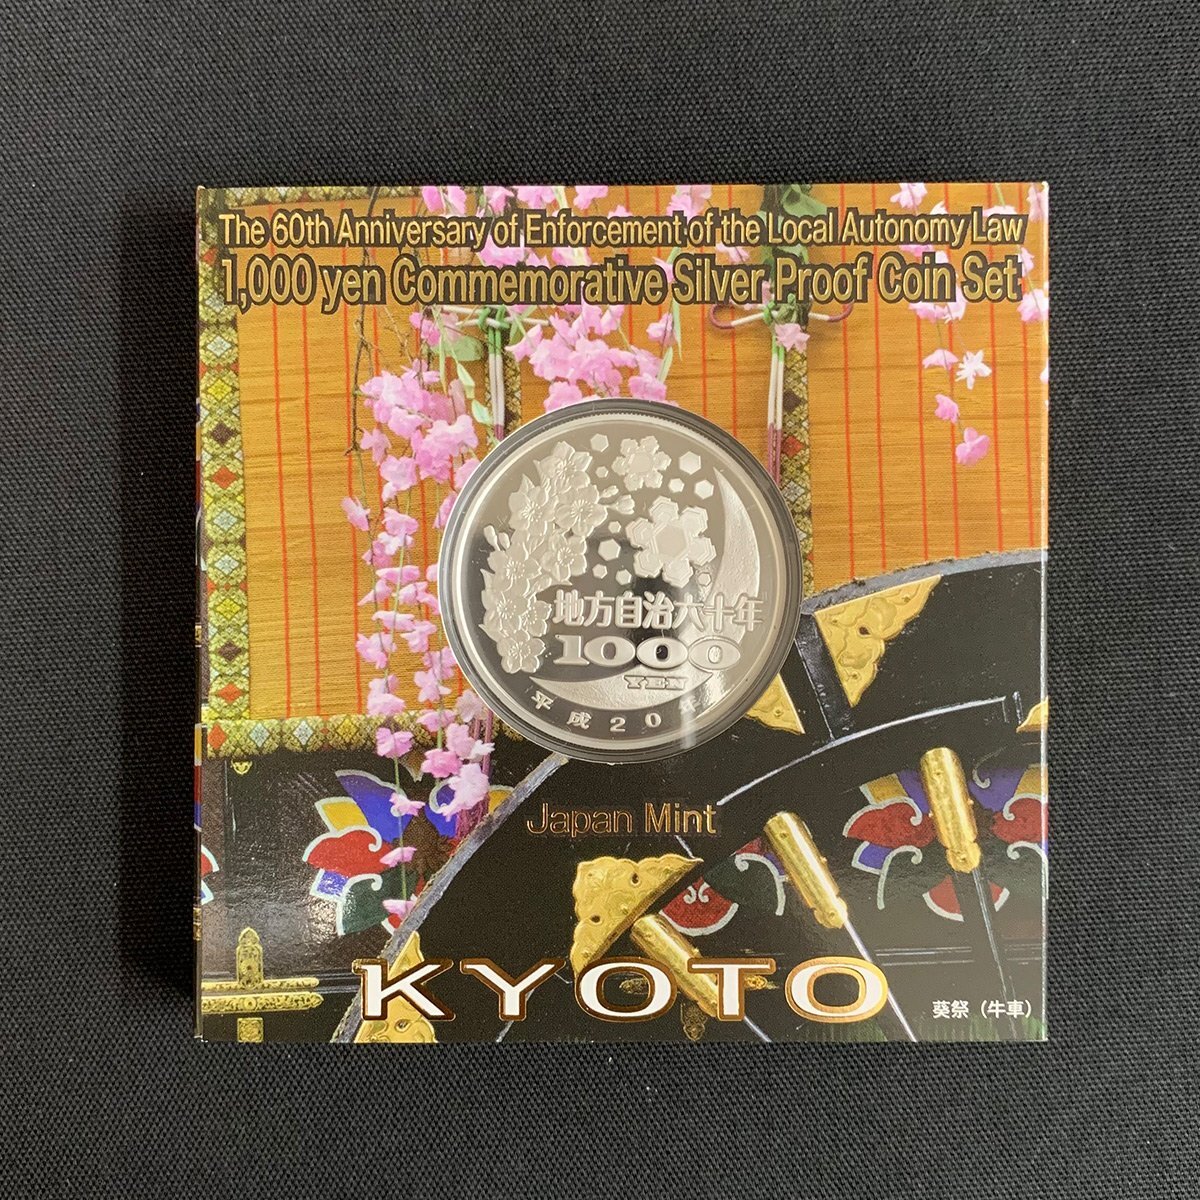 The 60th Anniversary of Enforcement of the Local Autonomy Law
1,000 yen Commemorative Silver Proof Coin Set
地方自治六十年
1000
YEN
平成20年
Japan Mint
KYOTO
葵祭（牛車）